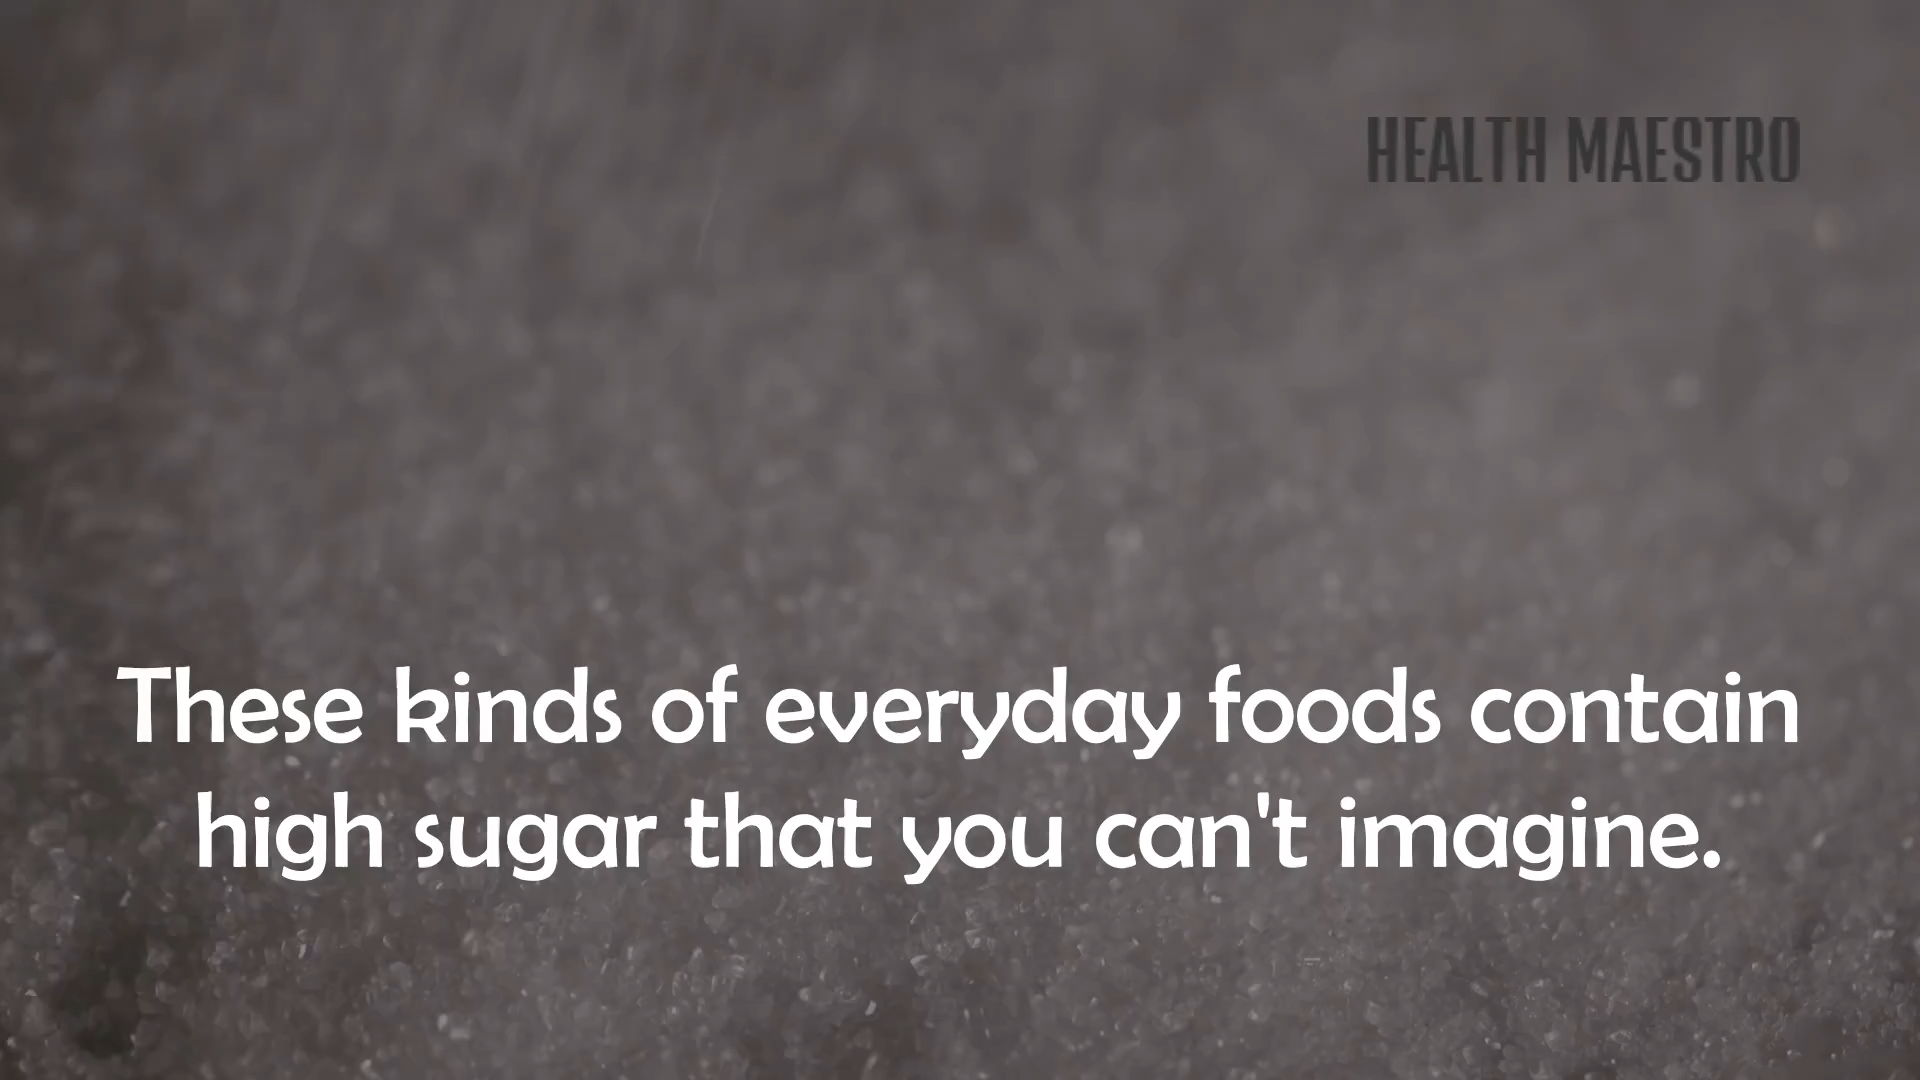 HEALTH MAESTRO
These kinds of everyday foods contain
high sugar that you can't imagine.